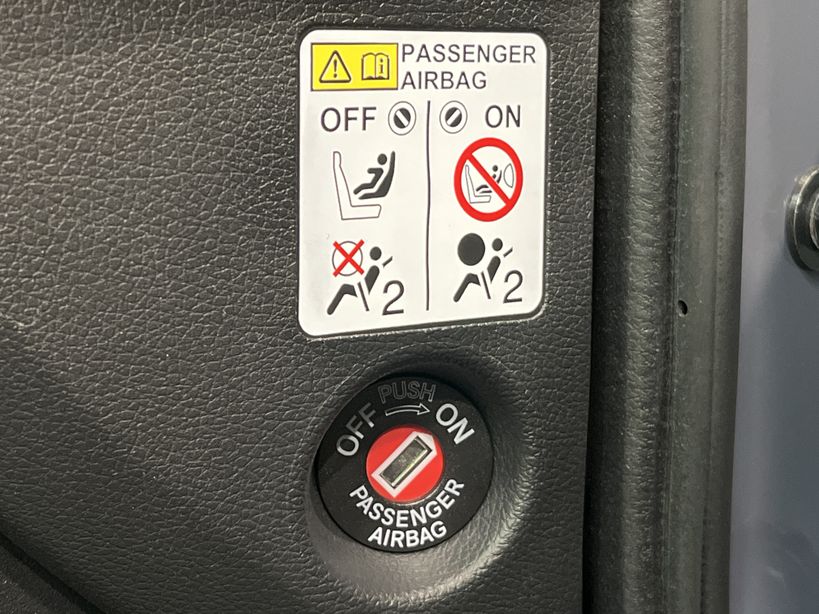 PASSENGER
AIRBAG
OFF ON
2 2
PUSH
OFF ON
PASSENGER
AIRBAG